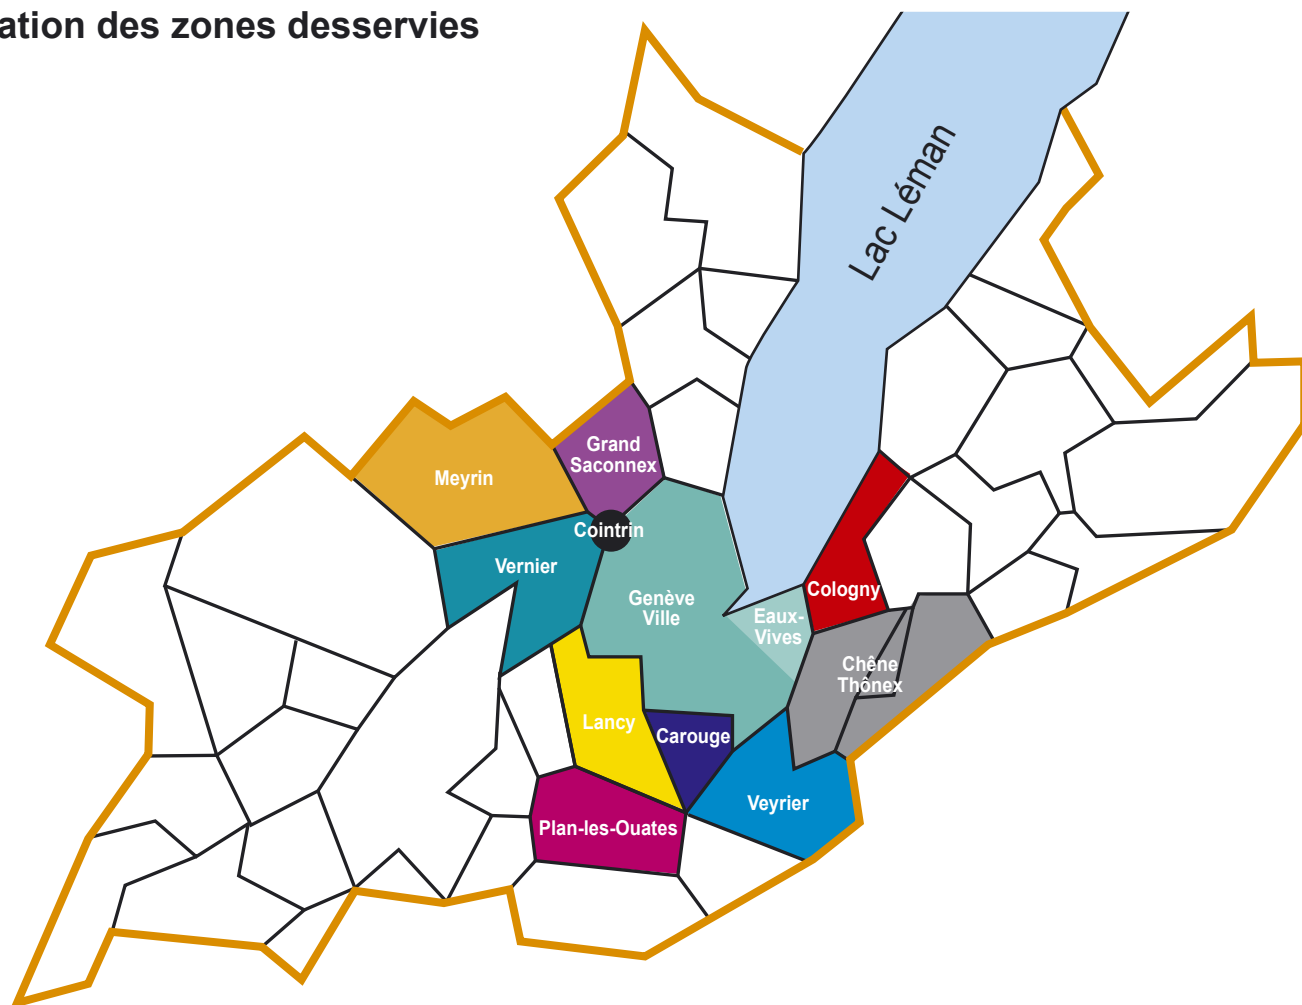 ation des zones desservies
Lac Léman
Grand
Saconnex
Meyrin
Cointrin
Vernier
Genève
Ville
Cologny
Eaux-
Vives
Chêne
Thônex
Lancy
Carouge
Veyrier
Plan-les-Ouates